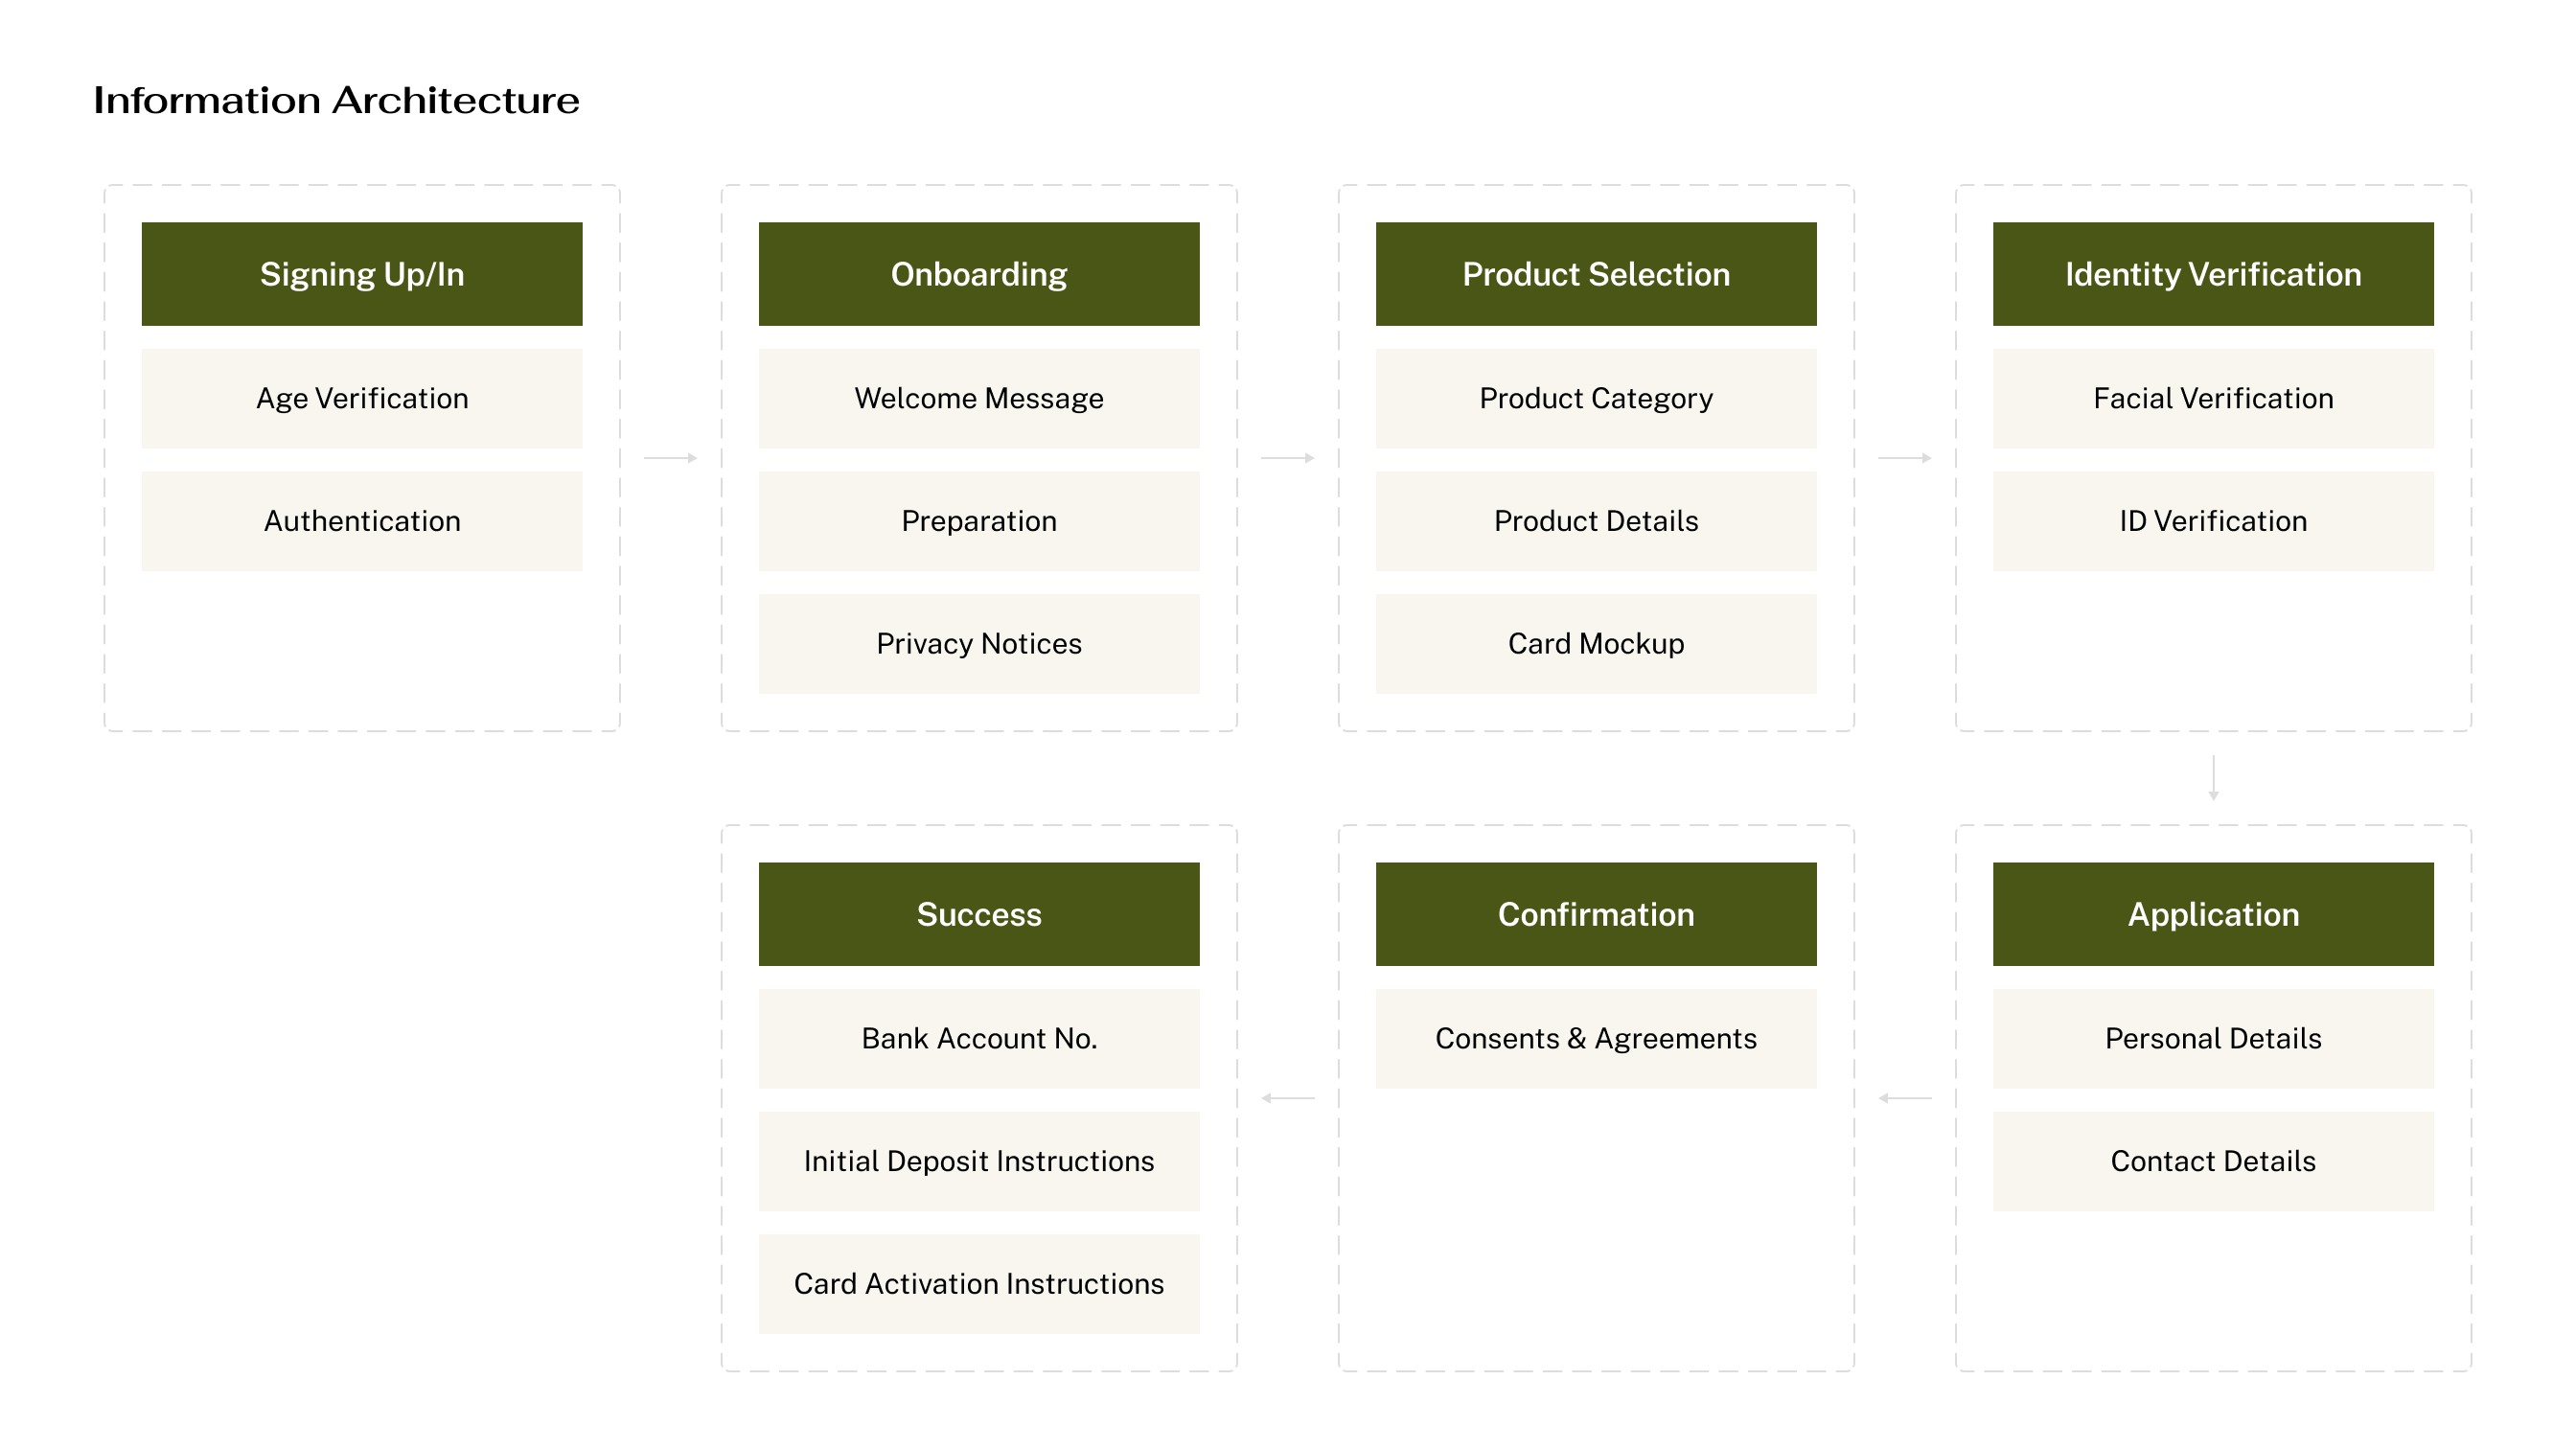 Information Architecture
Signing Up/In
Age Verification
Authentication
Onboarding
Welcome Message
Preparation
Privacy Notices
Product Selection
Product Category
Product Details
Card Mockup
Identity Verification
Facial Verification
ID Verification
Application
Personal Details
Contact Details
Confirmation
Consents & Agreements
Success
Bank Account No.
Initial Deposit Instructions
Card Activation Instructions